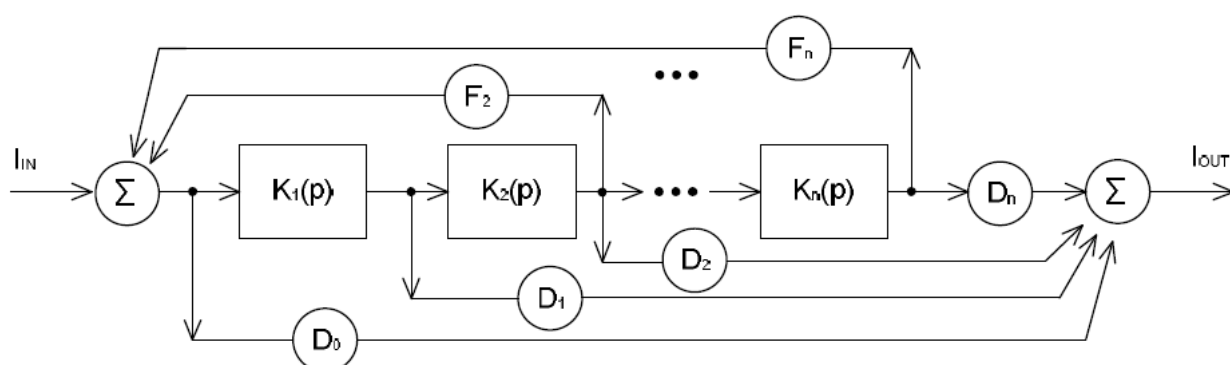 Fn
F2
IIN
Σ
K1(p)
K2(p)
Kn(p)
Dn
Σ
IOUT
D2
D1
D0